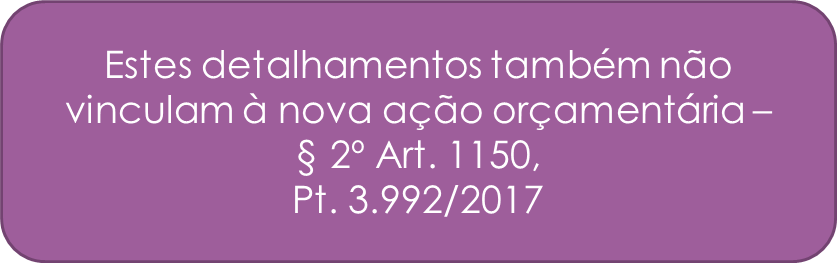 Estes detalhamentos também não
vinculam à nova ação orçamentária –
§ 2º Art. 1150,
Pt. 3.992/2017